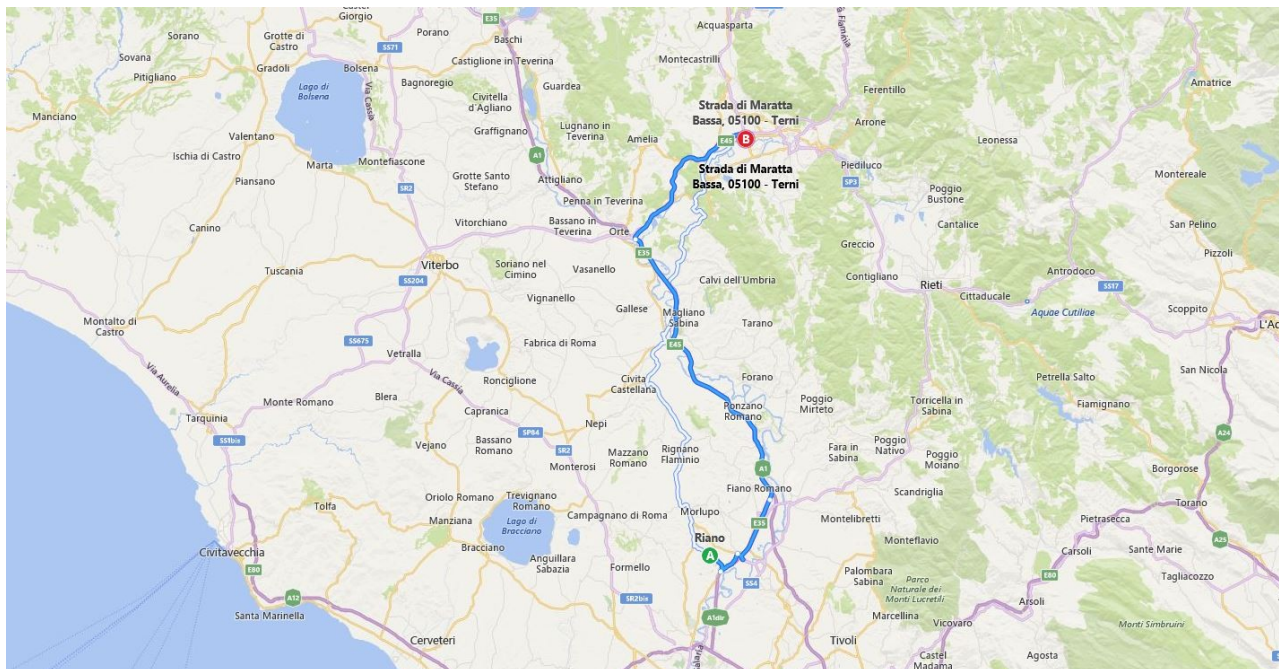 Sorano
Grotte di
Castro
Castel
Giorgio
Porano
E35
Baschi
Acquasparta
Via Flaminia
Sovana
Pitigliano
Gradoli
Bolsena
SS71
Castiglione in Teverina
Montecastrilli
Ferentillo
Amatrice
Manciano
Lago di
Bolsena
Via Cassia
Bagnoregio
Civitella
d'Agliano
Guardea
Strada di Maratta
Bassa, 05100 - Terni
Arrone
Leonessa
Valentano
Graffignano
Lugnano in
Teverina
Amelia
E45
B
Ischia di Castro
Marta
Montefiascone
A1
Strada di Maratta
Bassa, 05100 - Terni
Piediluco
Montereale
Piansano
SR2
Grotte Santo
Stefano
Attigliano
SP3
Poggio
Bustone
Penna in Teverina
Cantalice
San Pelino
Canino
Vitorchiano
Bassano in
Teverina
Orte
Greccio
Pizzoli
Tuscania
Viterbo
Soriano nel
Cimino
Vasanello
E35
Calvi dell'Umbria
Contigliano
Rieti
Antrodoco
SS17
SS204
Cittaducale
Scoppito
Vignanello
Gallese
Magliano
Sabina
Tarano
Aquae Cutiliae
L'Aq
Montalto di
Castro
SS675
Vetralla
Fabrica di Roma
E45
San Nicola
Via Aurelia
Via Cassia
Ronciglione
Civita
Castellana
Forano
Petrella Salto
Monte Romano
Blera
Capranica
Ponzano
Romano
Poggio
Mirteto
Torricella in
Sabina
Fiamignano
Tarquinia
SP84
Nepi
SS1bis
Vejano
Bassano
Romano
SR2
Mazzano
Romano
Rignano
Flaminio
Fara in
Sabina
Poggio
Nativo
A24
Monterosi
A1
Poggio
Moiano
Borgorose
Tolfa
Oriolo Romano
Trevignano
Romano
Fiano Romano
Scandriglia
Torano
Manziana
Lago di
Bracciano
Campagnano di Roma
Morlupo
E35
Montelibretti
Pietrasecca
Civitavecchia
Bracciano
Anguillara
Sabazia
Riano
A
Monteflavio
Carsoli
Sante Marie
A25
E80
Formello
SS4
Palombara
Sabina
Parco
Naturale dei
Monti Lucretili
E80
Tagliacozzo
A12
Santa Marinella
SR2bis
Arsoli
A1dir
Marcellina
Vicovaro
Monti Simbruini
Cerveteri
Tivoli
Castel
Madama
Agosta